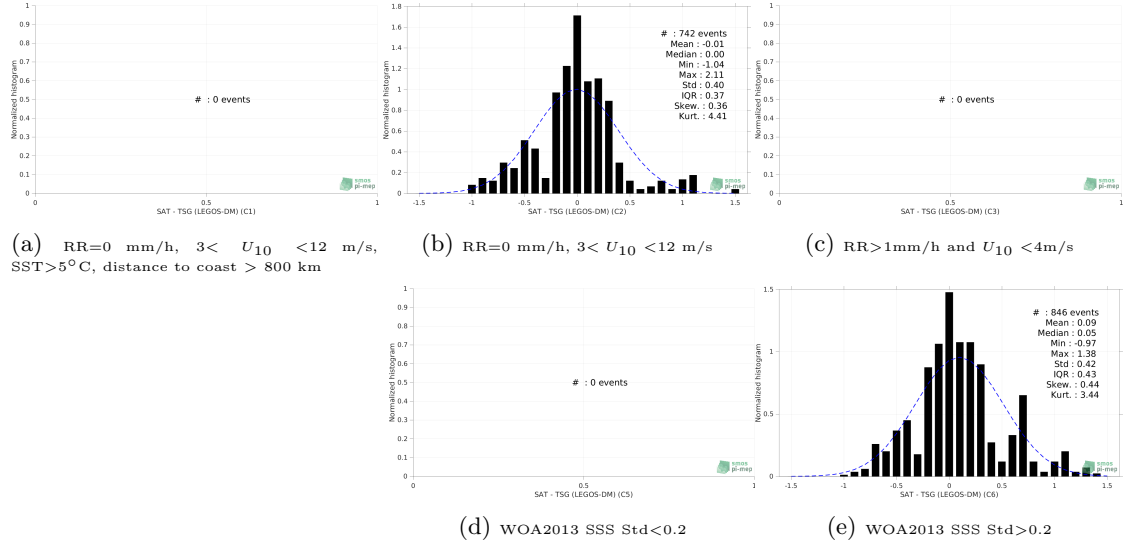 1
0.9
0.8
0.7
0.6
0.5
0.4
0.3
0.2
0.1
0
Normalized histogram
# : 0 events
smos
pi-mep
0 0.5 1
SAT - TSG (LEGOS-DM) (C1)
(a) RR=0 mm/h, 3< U10 <12 m/s,
SST>5°C, distance to coast > 800 km
1.8
1.6
1.4
1.2
1
0.8
0.6
0.4
0.2
0
Normalized histogram
# : 742 events
Mean : -0.01
Median : 0.00
Min : -1.04
Max : 2.11
Std : 0.40
IQR : 0.37
Skew. : 0.36
Kurt. : 4.41
smos
pi-mep
-1.5 -1 -0.5 0 0.5 1 1.5
SAT - TSG (LEGOS-DM) (C2)
(b) RR=0 mm/h, 3< U10 <12 m/s
1
0.9
0.8
0.7
0.6
0.5
0.4
0.3
0.2
0.1
0
Normalized histogram
# : 0 events
smos
pi-mep
0 0.5 1
SAT - TSG (LEGOS-DM) (C3)
(c) RR>1mm/h and U10 <4m/s
1
0.9
0.8
0.7
0.6
0.5
0.4
0.3
0.2
0.1
0
Normalized histogram
# : 0 events
smos
pi-mep
0 0.5 1
SAT - TSG (LEGOS-DM) (C5)
(d) WOA2013 SSS Std<0.2
1.5
1
0.5
0
Normalized histogram
# : 846 events
Mean : 0.09
Median : 0.05
Min : -0.97
Max : 1.38
Std : 0.42
IQR : 0.43
Skew. : 0.44
Kurt. : 3.44
smos
pi-mep
-1.5 -1 -0.5 0 0.5 1 1.5
SAT - TSG (LEGOS-DM) (C6)
(e) WOA2013 SSS Std>0.2